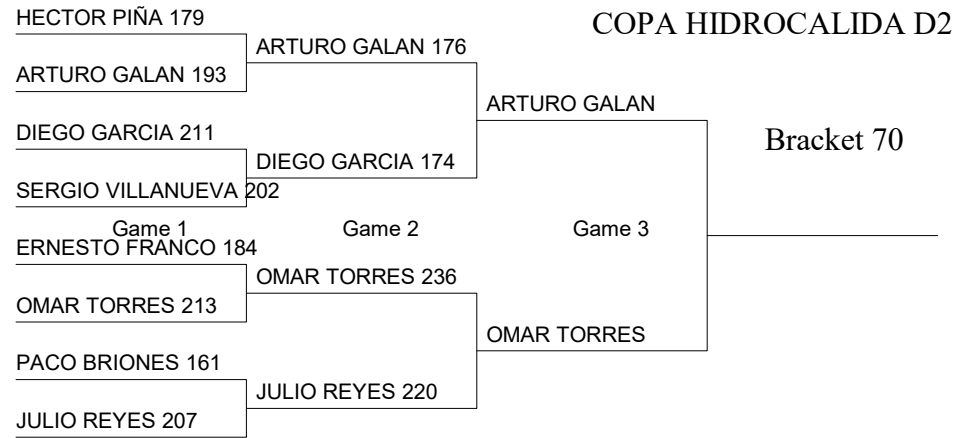 HECTOR PIÑA 179
COPA HIDROCALIDA D2
ARTURO GALAN 176
ARTURO GALAN 193
ARTURO GALAN
DIEGO GARCIA 211
Bracket 70
DIEGO GARCIA 174
SERGIO VILLANUEVA 202
Game 1
Game 2
Game 3
ERNESTO FRANCO 184
OMAR TORRES 236
OMAR TORRES 213
OMAR TORRES
PACO BRIONES 161
JULIO REYES 220
JULIO REYES 207